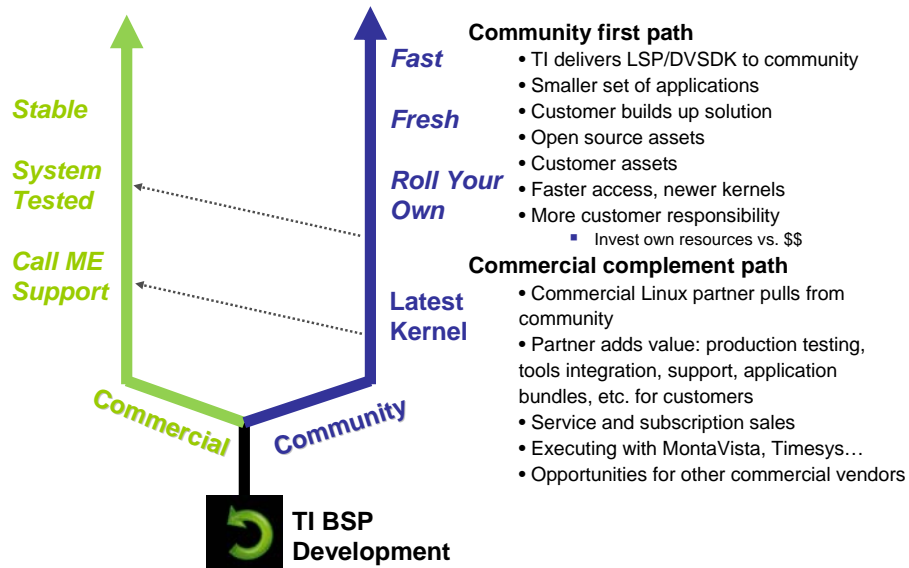 Stable
System
Tested
Call ME
Support
Commercial
Fast
Fresh
Roll Your
Own
Latest
Kernel
Community
TI BSP
Development
Community first path
• TI delivers LSP/DVSDK to community
• Smaller set of applications
• Customer builds up solution
• Open source assets
• Customer assets
• Faster access, newer kernels
• More customer responsibility
▪ Invest own resources vs. $$
Commercial complement path
• Commercial Linux partner pulls from
community
• Partner adds value: production testing,
tools integration, support, application
bundles, etc. for customers
• Service and subscription sales
• Executing with MontaVista, Timesys…
• Opportunities for other commercial vendors